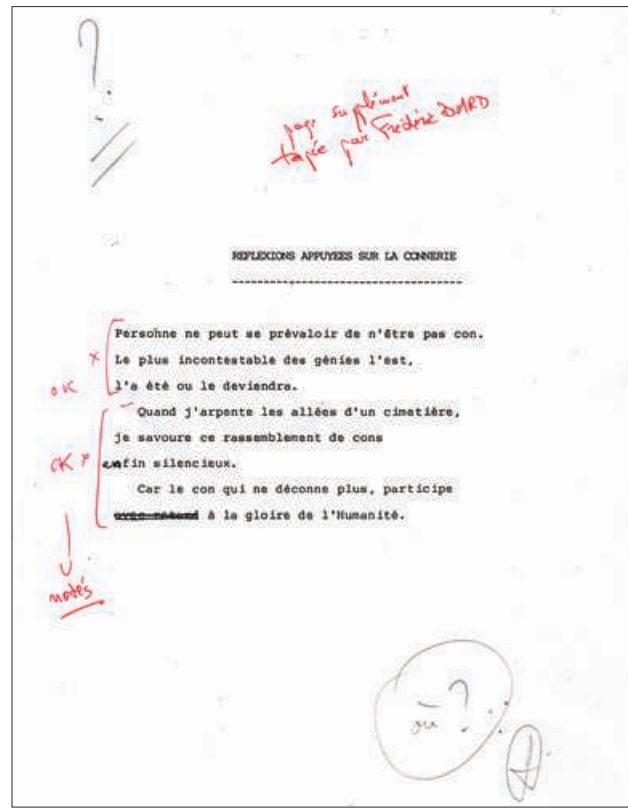 ?
page supplément
tapée par Frédéric DARD
REFLEXIONS APPUYEES SUR LA CONNERIE
-----------------------------------
Personne ne peut se prévaloir de n'être pas con.
Le plus incontestable des génies l'est,
l'a été ou le deviendra.
OK x
Quand j'arpente les allées d'un cimetière,
je savoure ce rassemblement de cons
enfin silencieux.
OK
Car le con qui ne déconne plus, participe
à la gloire de l'Humanité.
notés
où ?